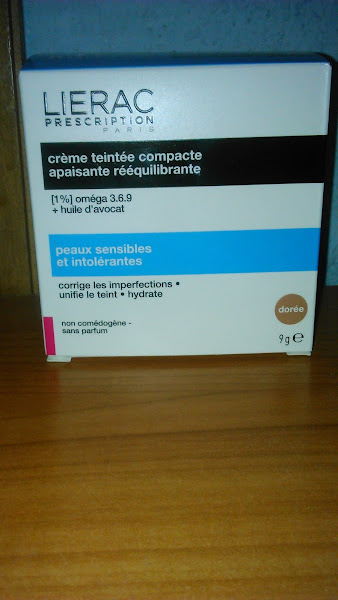 LIERAC
PRESCRIPTION
PARIS
crème teintée compacte
apaisante rééquilibrante
[1%] oméga 3.6.9
+ huile d'avocat
peaux sensibles
et intolérantes
corrige les imperfections •
unifie le teint • hydrate
dorée
non comédogène -
sans parfum
9 g ℮